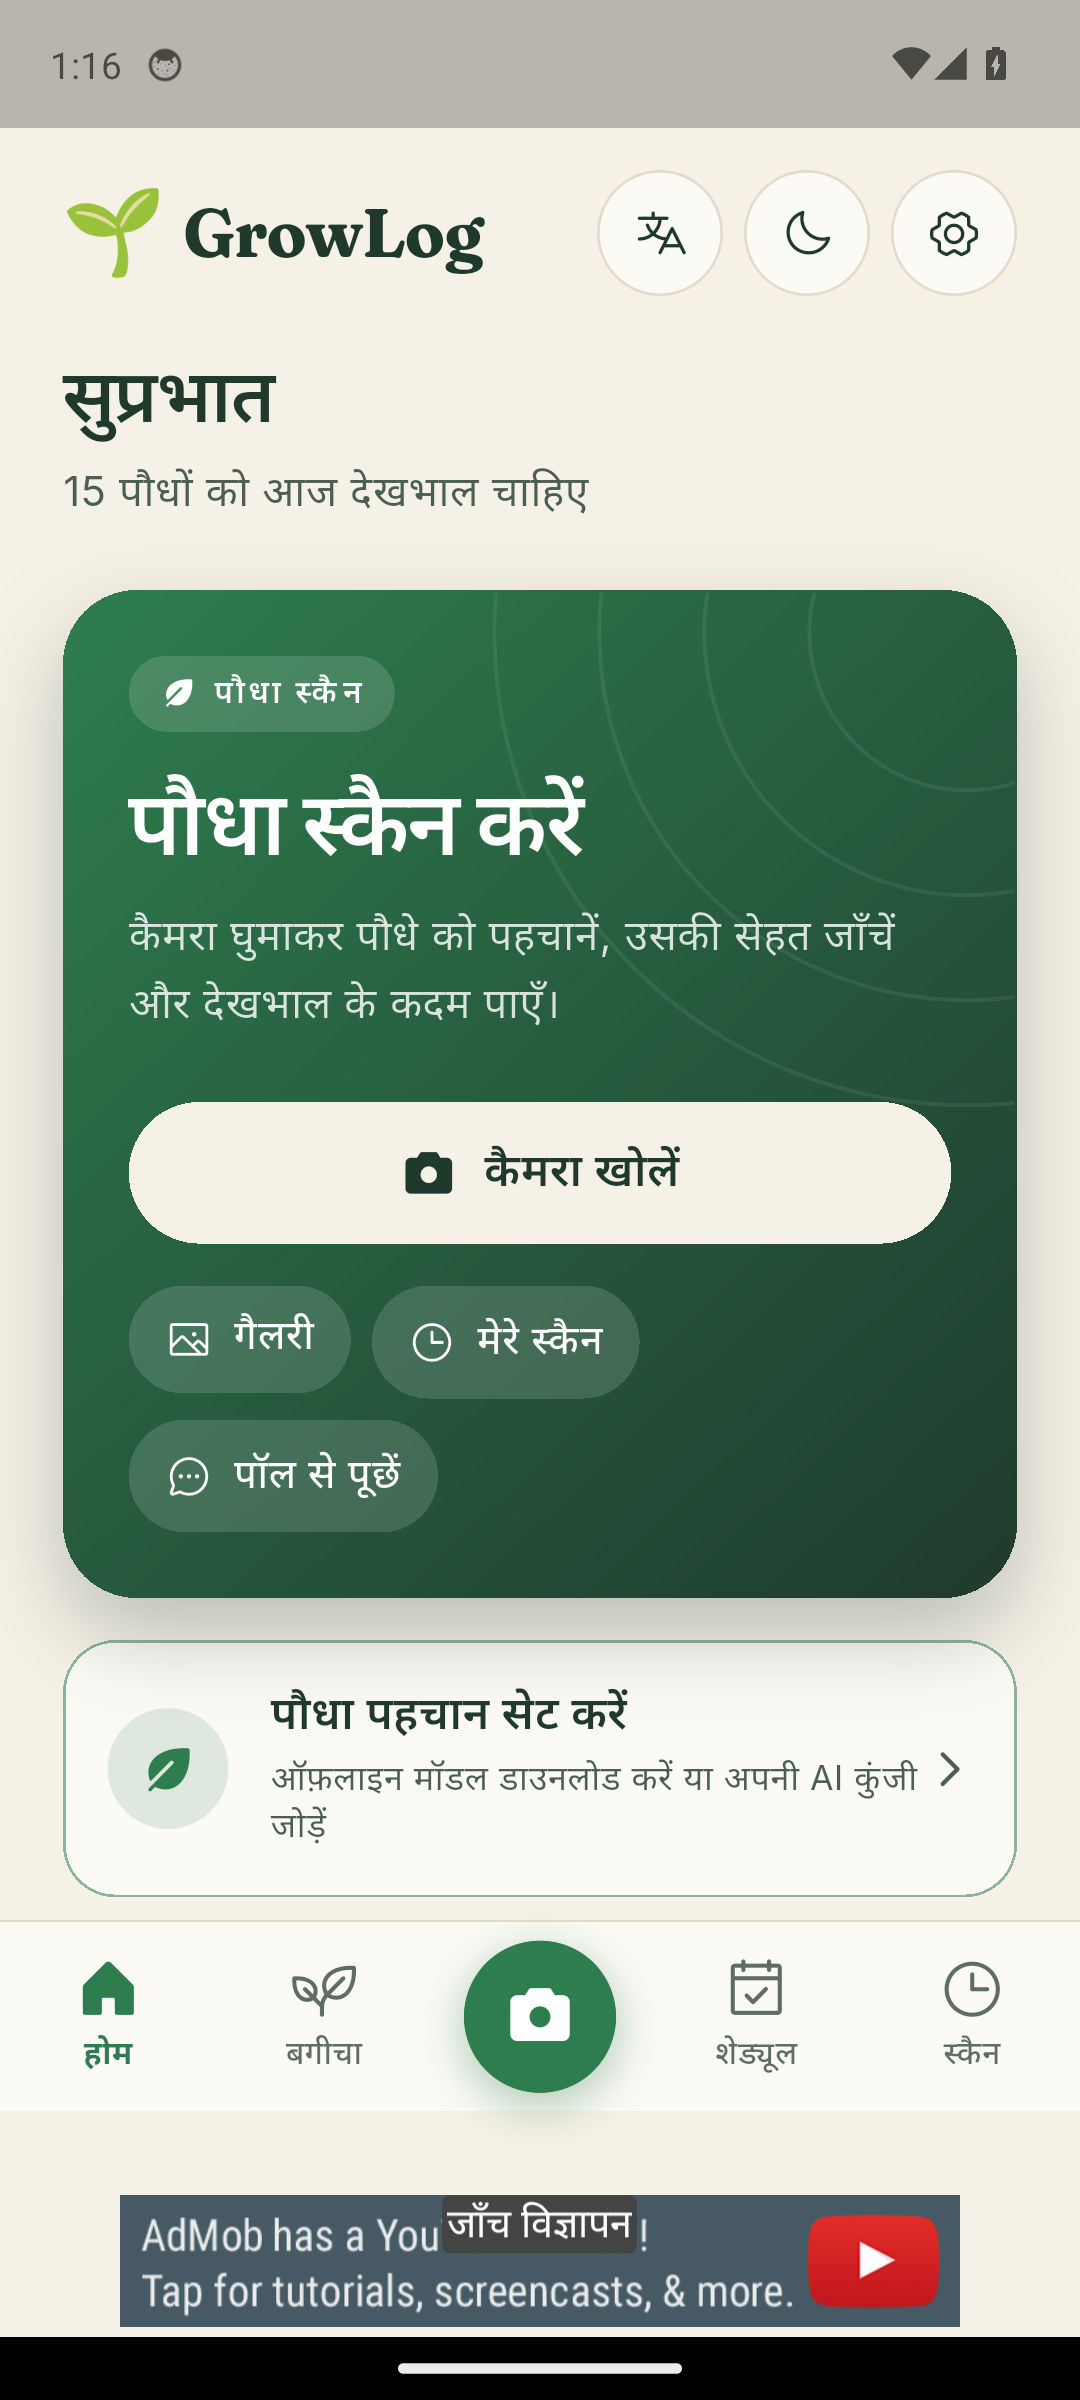 1:16
GrowLog
सुप्रभात
15 पौधों को आज देखभाल चाहिए
पौधा स्कैन
पौधा स्कैन करें
कैमरा घुमाकर पौधे को पहचानें, उसकी सेहत जाँचें
और देखभाल के कदम पाएँ।
कैमरा खोलें
गैलरी
मेरे स्कैन
पॉल से पूछें
पौधा पहचान सेट करें
ऑफ़लाइन मॉडल डाउनलोड करें या अपनी AI कुंजी
जोड़ें
होम
बगीचा
शेड्यूल
स्कैन
जाँच विज्ञापन
AdMob has a You !
Tap for tutorials, screencasts, & more.